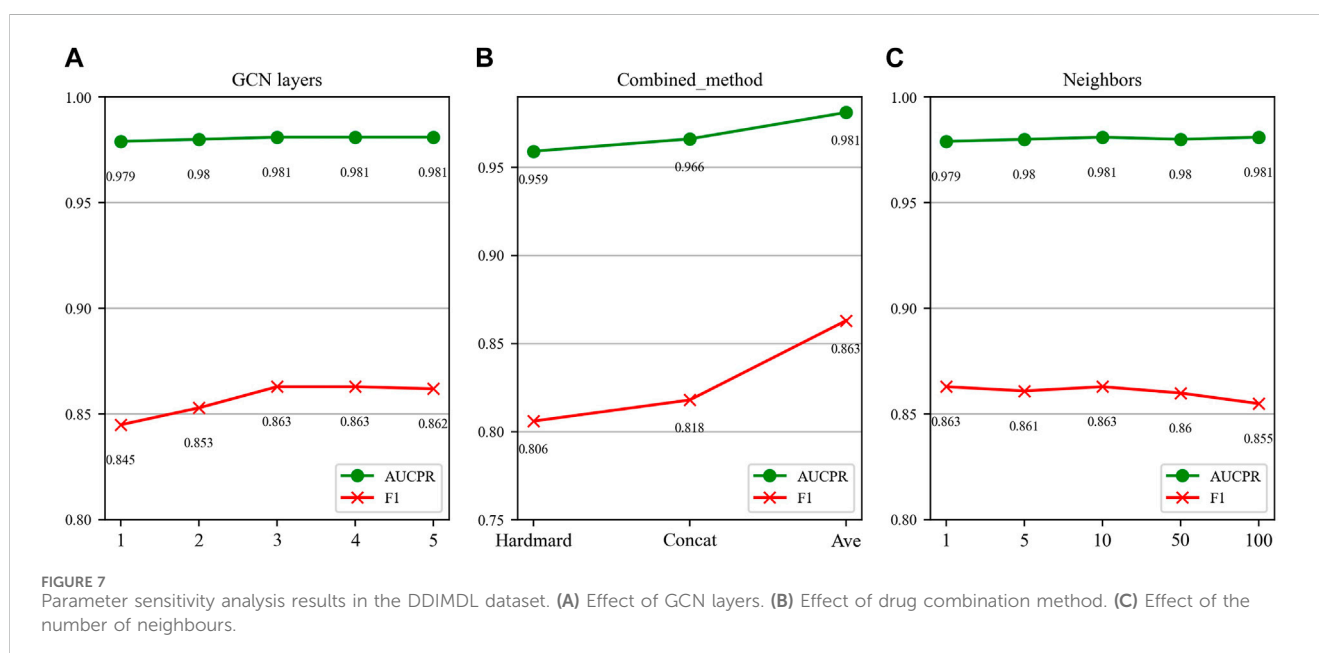 A
GCN layers
1.00
0.95
0.90
0.85
0.80
0.979
0.98
0.981
0.981
0.981
0.845
0.853
0.863
0.863
0.862
AUCPR
F1
1
2
3
4
5
B
Combined_method
0.95
0.90
0.85
0.80
0.75
0.959
0.966
0.981
0.806
0.818
0.863
AUCPR
F1
Hardmard
Concat
Ave
C
Neighbors
1.00
0.95
0.90
0.85
0.80
0.979
0.98
0.981
0.98
0.981
0.863
0.861
0.863
0.86
0.855
AUCPR
F1
1
5
10
50
100
FIGURE 7
Parameter sensitivity analysis results in the DDIMDL dataset. (A) Effect of GCN layers. (B) Effect of drug combination method. (C) Effect of the
number of neighbours.